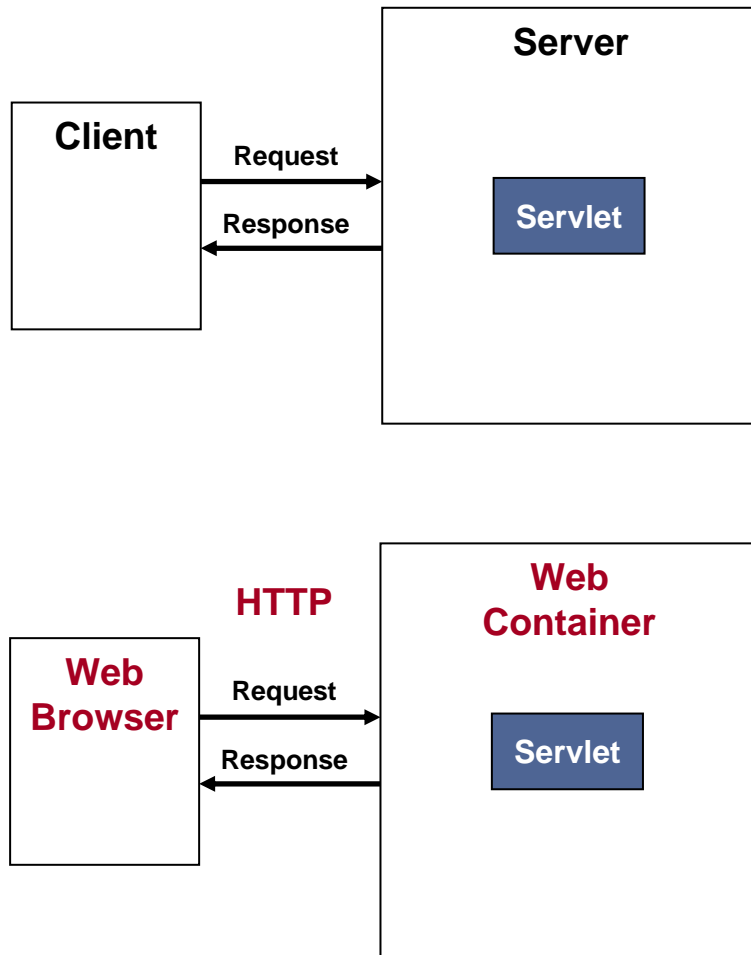 Server
Client
Request
Servlet
Response
Web
Container
HTTP
Web
Browser
Request
Servlet
Response